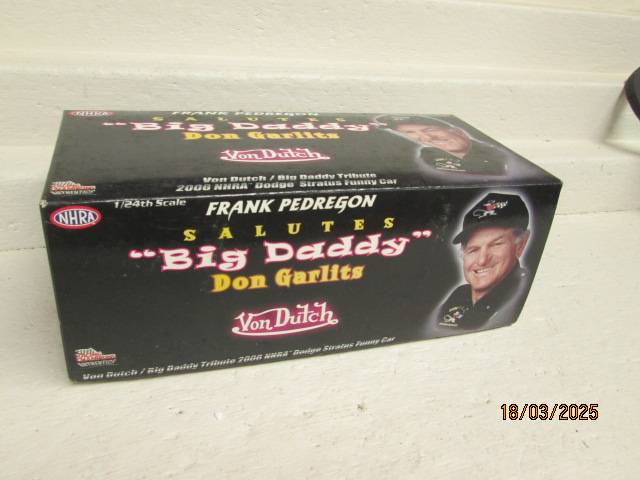 NHRA
FRANK PEDREGON
SALUTES
"Big Daddy"
Don Garlits
Von Dutch
Von Dutch / Big Daddy Tribute
2006 NHRA Dodge Stratus Funny Car
1/24th Scale
NHRA
FRANK PEDREGON
SALUTES
"Big Daddy"
Don Garlits
Von Dutch
Von Dutch / Big Daddy Tribute 2006 NHRA Dodge Stratus Funny Car
18/03/2025